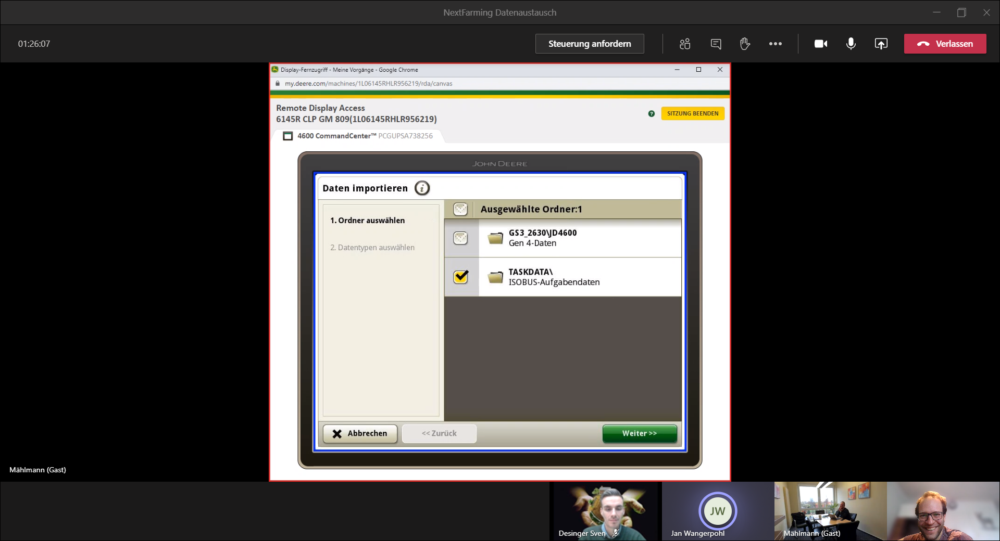 NextFarming Datenaustausch
01:26:07
Steuerung anfordern
Verlassen
Display-Fernzugriff - Meine Vorgänge - Google Chrome
my.deere.com/machines/1L06145RHLR956219/rda/canvas
Remote Display Access
6145R CLP GM 809(1L06145RHLR956219)
?
SITZUNG BEENDEN
4600 CommandCenter™ PCGUPSA738256
JOHN DEERE
Daten importieren
i
1. Ordner auswählen
2. Datentypen auswählen
Ausgewählte Ordner:1
GS3_2630\JD4600
Gen 4-Daten
TASKDATA\
ISOBUS-Aufgabendaten
Abbrechen
<< Zurück
Weiter >>
Mählmann (Gast)
Desinger Sven
JW
Jan Wangerpohl
Mählmann (Gast)